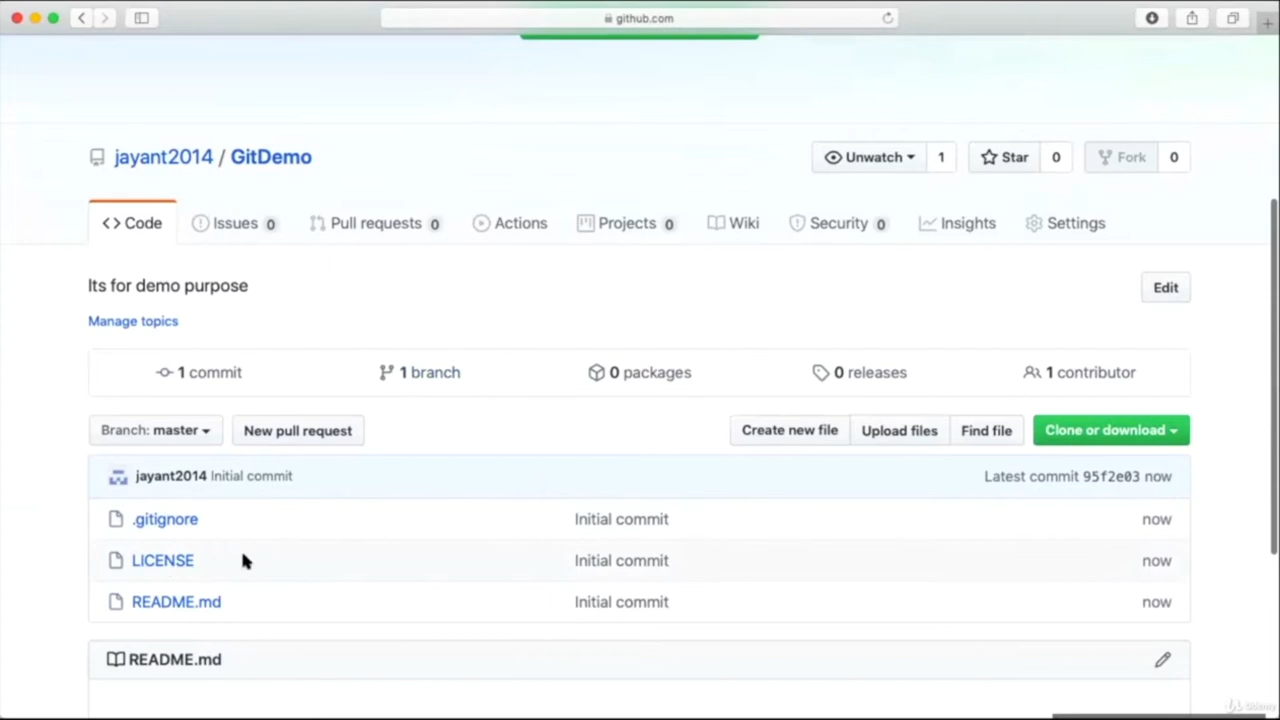 github.com
jayant2014 / GitDemo
Unwatch 1 Star 0 Fork 0
Code Issues 0 Pull requests 0 Actions Projects 0 Wiki Security 0 Insights Settings
Its for demo purpose
Edit
Manage topics
1 commit 1 branch 0 packages 0 releases 1 contributor
Branch: master New pull request Create new file Upload files Find file Clone or download
jayant2014 Initial commit Latest commit 95f2e03 now
.gitignore Initial commit now
LICENSE Initial commit now
README.md Initial commit now
README.md
Udemy